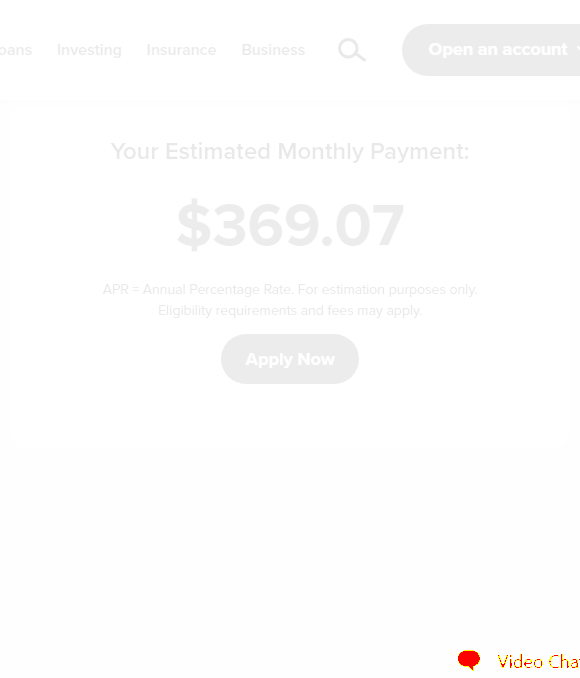 oans Investing Insurance Business Open an account
Your Estimated Monthly Payment:
$369.07
APR = Annual Percentage Rate. For estimation purposes only.
Eligibility requirements and fees may apply.
Apply Now
Video Chat